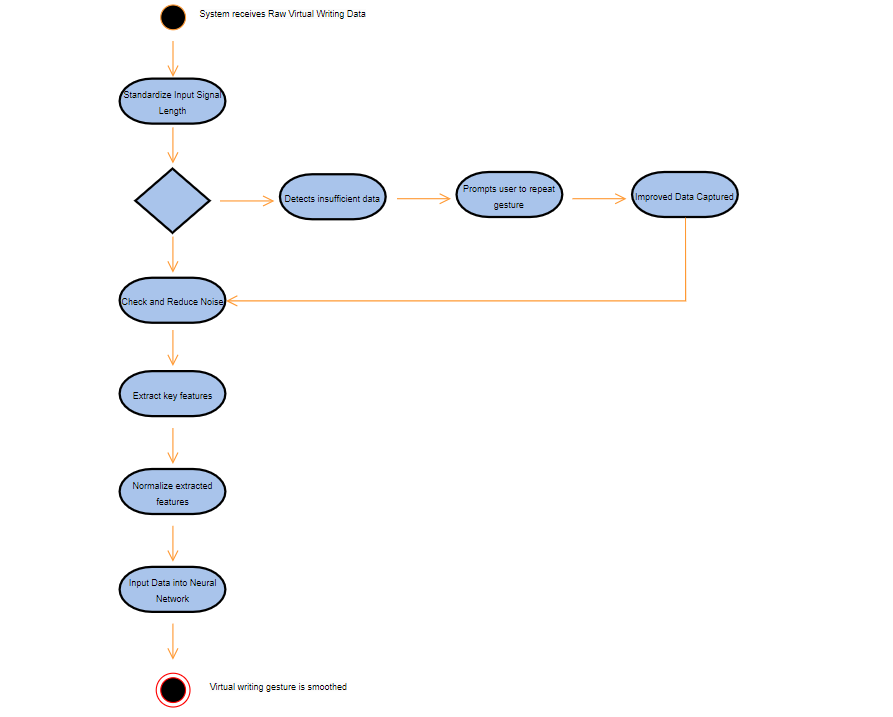 System receives Raw Virtual Writing Data
Standardize Input Signal
Length
Detects insufficient data
Prompts user to repeat
gesture
Improved Data Captured
Check and Reduce Noise
Extract key features
Normalize extracted
features
Input Data into Neural
Network
Virtual writing gesture is smoothed